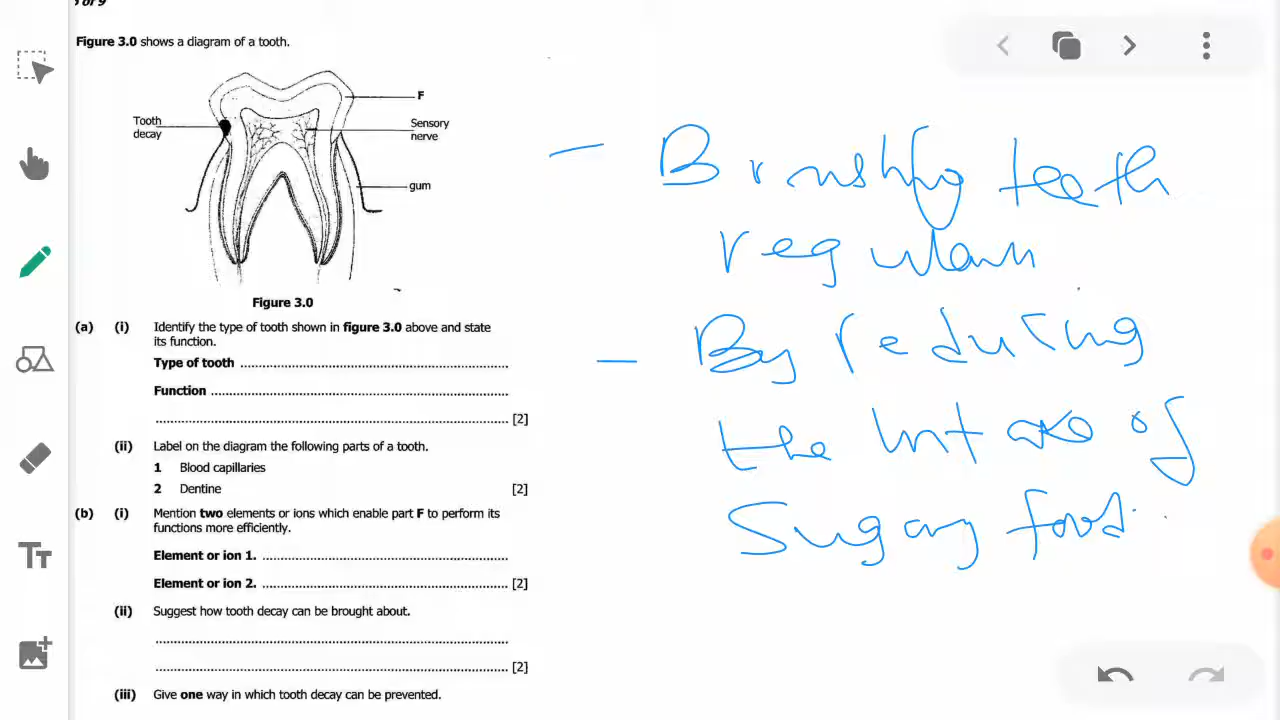 Figure 3.0 shows a diagram of a tooth.
F
Tooth
decay
Sensory
nerve
gum
Figure 3.0
(a) (i) Identify the type of tooth shown in figure 3.0 above and state
its function.
Type of tooth ........................................................................
Function ................................................................................
................................................................................................ [2]
(ii) Label on the diagram the following parts of a tooth.
1 Blood capillaries
2 Dentine [2]
(b) (i) Mention two elements or ions which enable part F to perform its
functions more efficiently.
Element or ion 1. ..................................................................
Element or ion 2. .................................................................. [2]
(ii) Suggest how tooth decay can be brought about.
................................................................................................
................................................................................................ [2]
(iii) Give one way in which tooth decay can be prevented.
- Brushing teeth
regularly
- By reducing
the intake of
Sugary food
TT